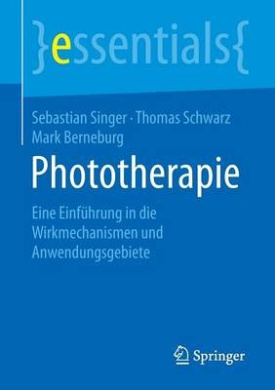 }essentials{
Sebastian Singer · Thomas Schwarz
Mark Berneburg
Phototherapie
Eine Einführung in die
Wirkmechanismen und
Anwendungsgebiete
Springer